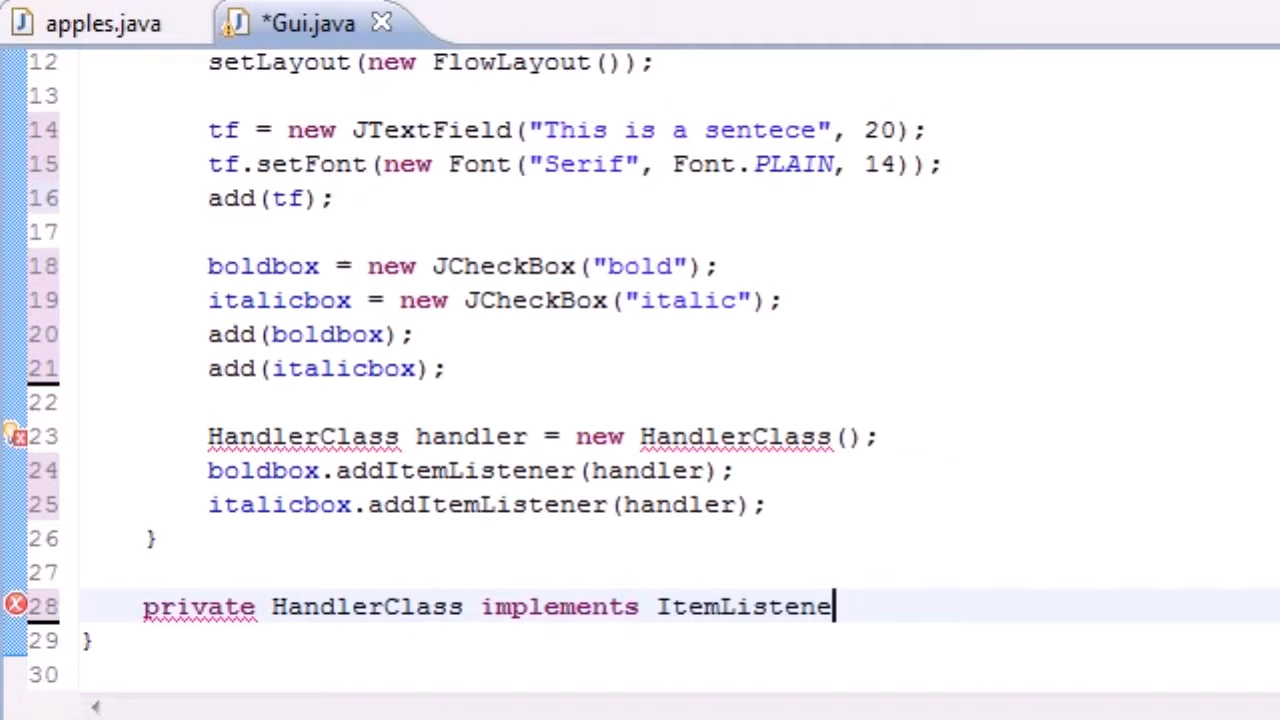 apples.java *Gui.java
12 setLayout(new FlowLayout());
13
14 tf = new JTextField("This is a sentece", 20);
15 tf.setFont(new Font("Serif", Font.PLAIN, 14));
16 add(tf);
17
18 boldbox = new JCheckBox("bold");
19 italicbox = new JCheckBox("italic");
20 add(boldbox);
21 add(italicbox);
22
23 HandlerClass handler = new HandlerClass();
24 boldbox.addItemListener(handler);
25 italicbox.addItemListener(handler);
26 }
27
28 private HandlerClass implements ItemListene
29 }
30